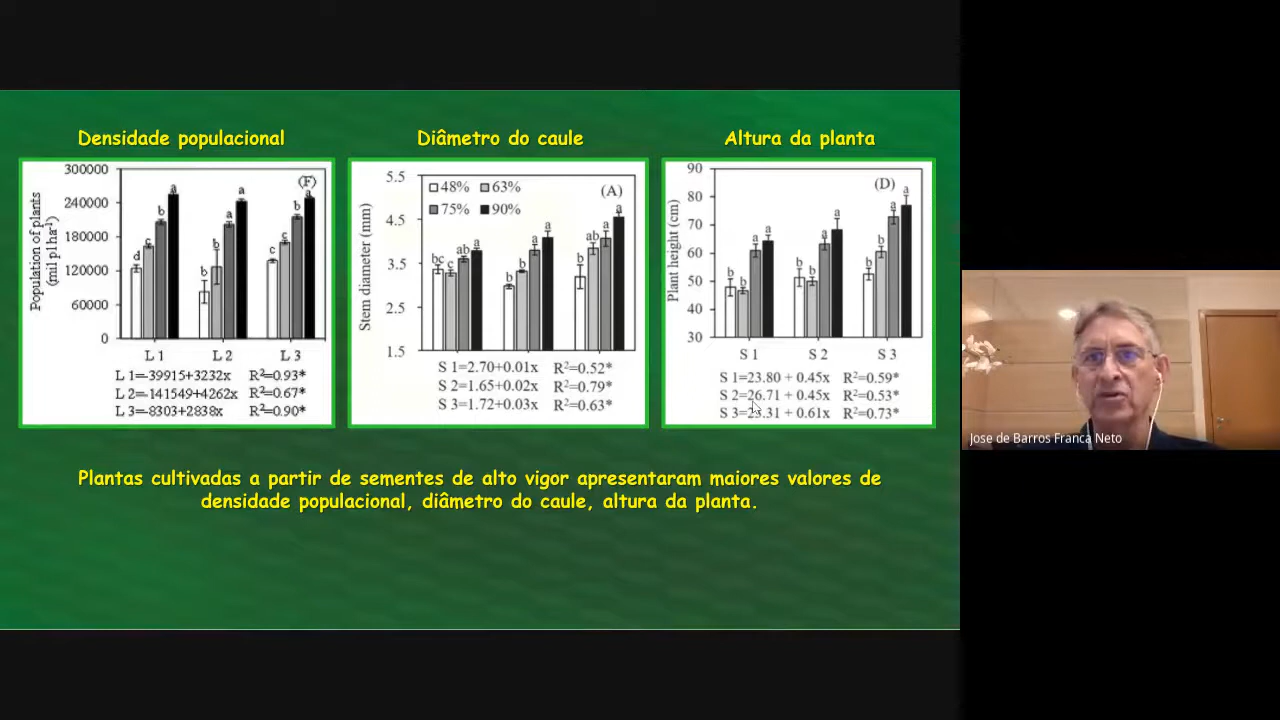 Densidade populacional
Diâmetro do caule
Altura da planta
Population of plants
(mil pl ha-1)
300000
240000
180000
120000
60000
0
(F)
d c b a
b b a a
c c b a
L 1 L 2 L 3
L 1=-39915+3232x R²=0.93*
L 2=-141549+4262x R²=0.67*
L 3=-8303+2838x R²=0.90*
Stem diameter (mm)
5.5
4.5
3.5
2.5
1.5
48% 63%
75% 90%
(A)
bc c ab a
b b a a
b ab a a
S 1=2.70+0.01x R²=0.52*
S 2=1.65+0.02x R²=0.79*
S 3=1.72+0.03x R²=0.63*
Plant height (cm)
90
80
70
60
50
40
30
(D)
b b a a
b b a a
b b a a
S 1 S 2 S 3
S 1=23.80 + 0.45x R²=0.59*
S 2=26.71 + 0.45x R²=0.53*
S 3=23.31 + 0.61x R²=0.73*
Plantas cultivadas a partir de sementes de alto vigor apresentaram maiores valores de
densidade populacional, diâmetro do caule, altura da planta.
Jose de Barros Franca Neto